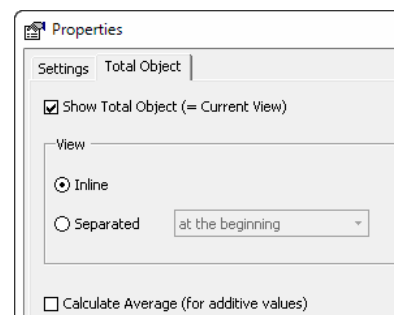 Properties
Settings Total Object
Show Total Object (= Current View)
View
Inline
Separated at the beginning
Calculate Average (for additive values)